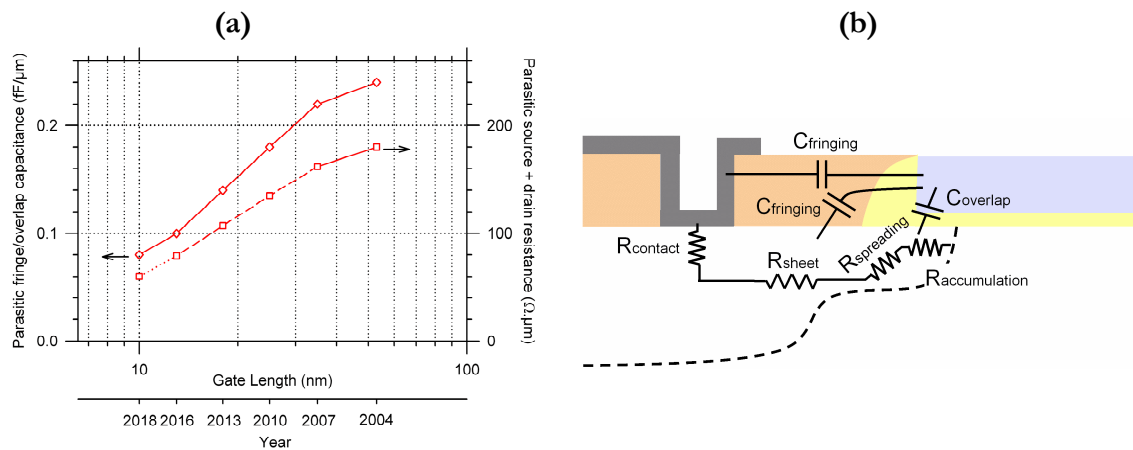 (a)
Parasitic fringe/overlap capacitance (fF/μm)
0.2
0.1
0.0
200
100
0
Parasitic source + drain resistance (Ω.μm)
10
100
Gate Length (nm)
2018 2016 2013 2010 2007 2004
Year
(b)
Cfringing
Cfringing
Coverlap
Rcontact
Rsheet
Rspreading
Raccumulation